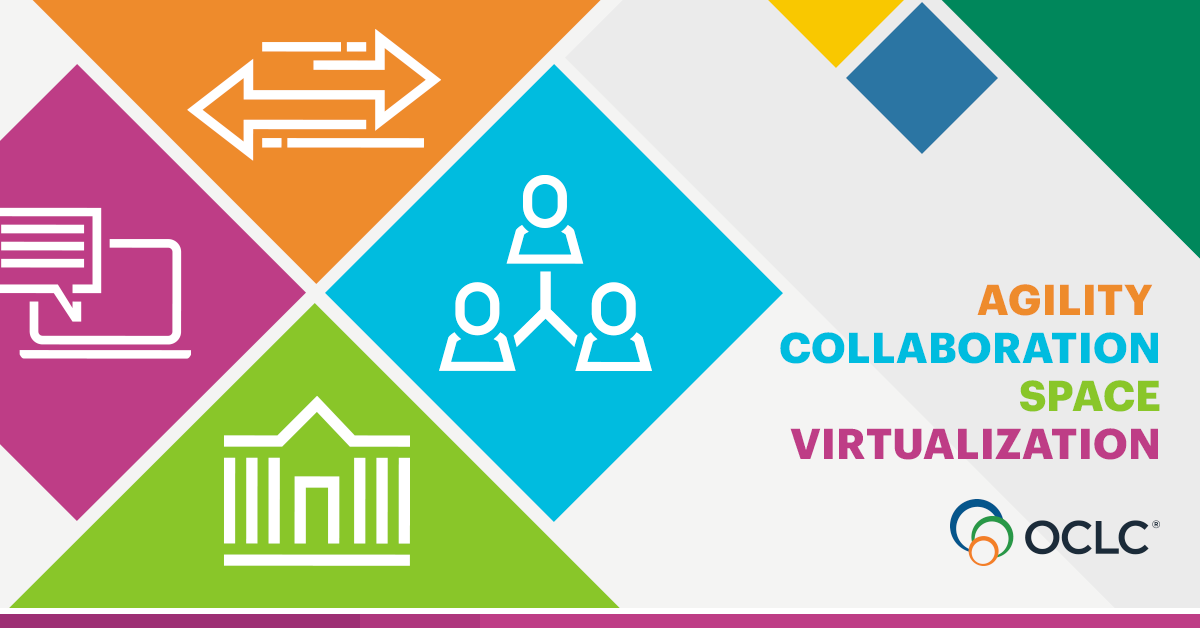 AGILITY
COLLABORATION
SPACE
VIRTUALIZATION
OCLC®